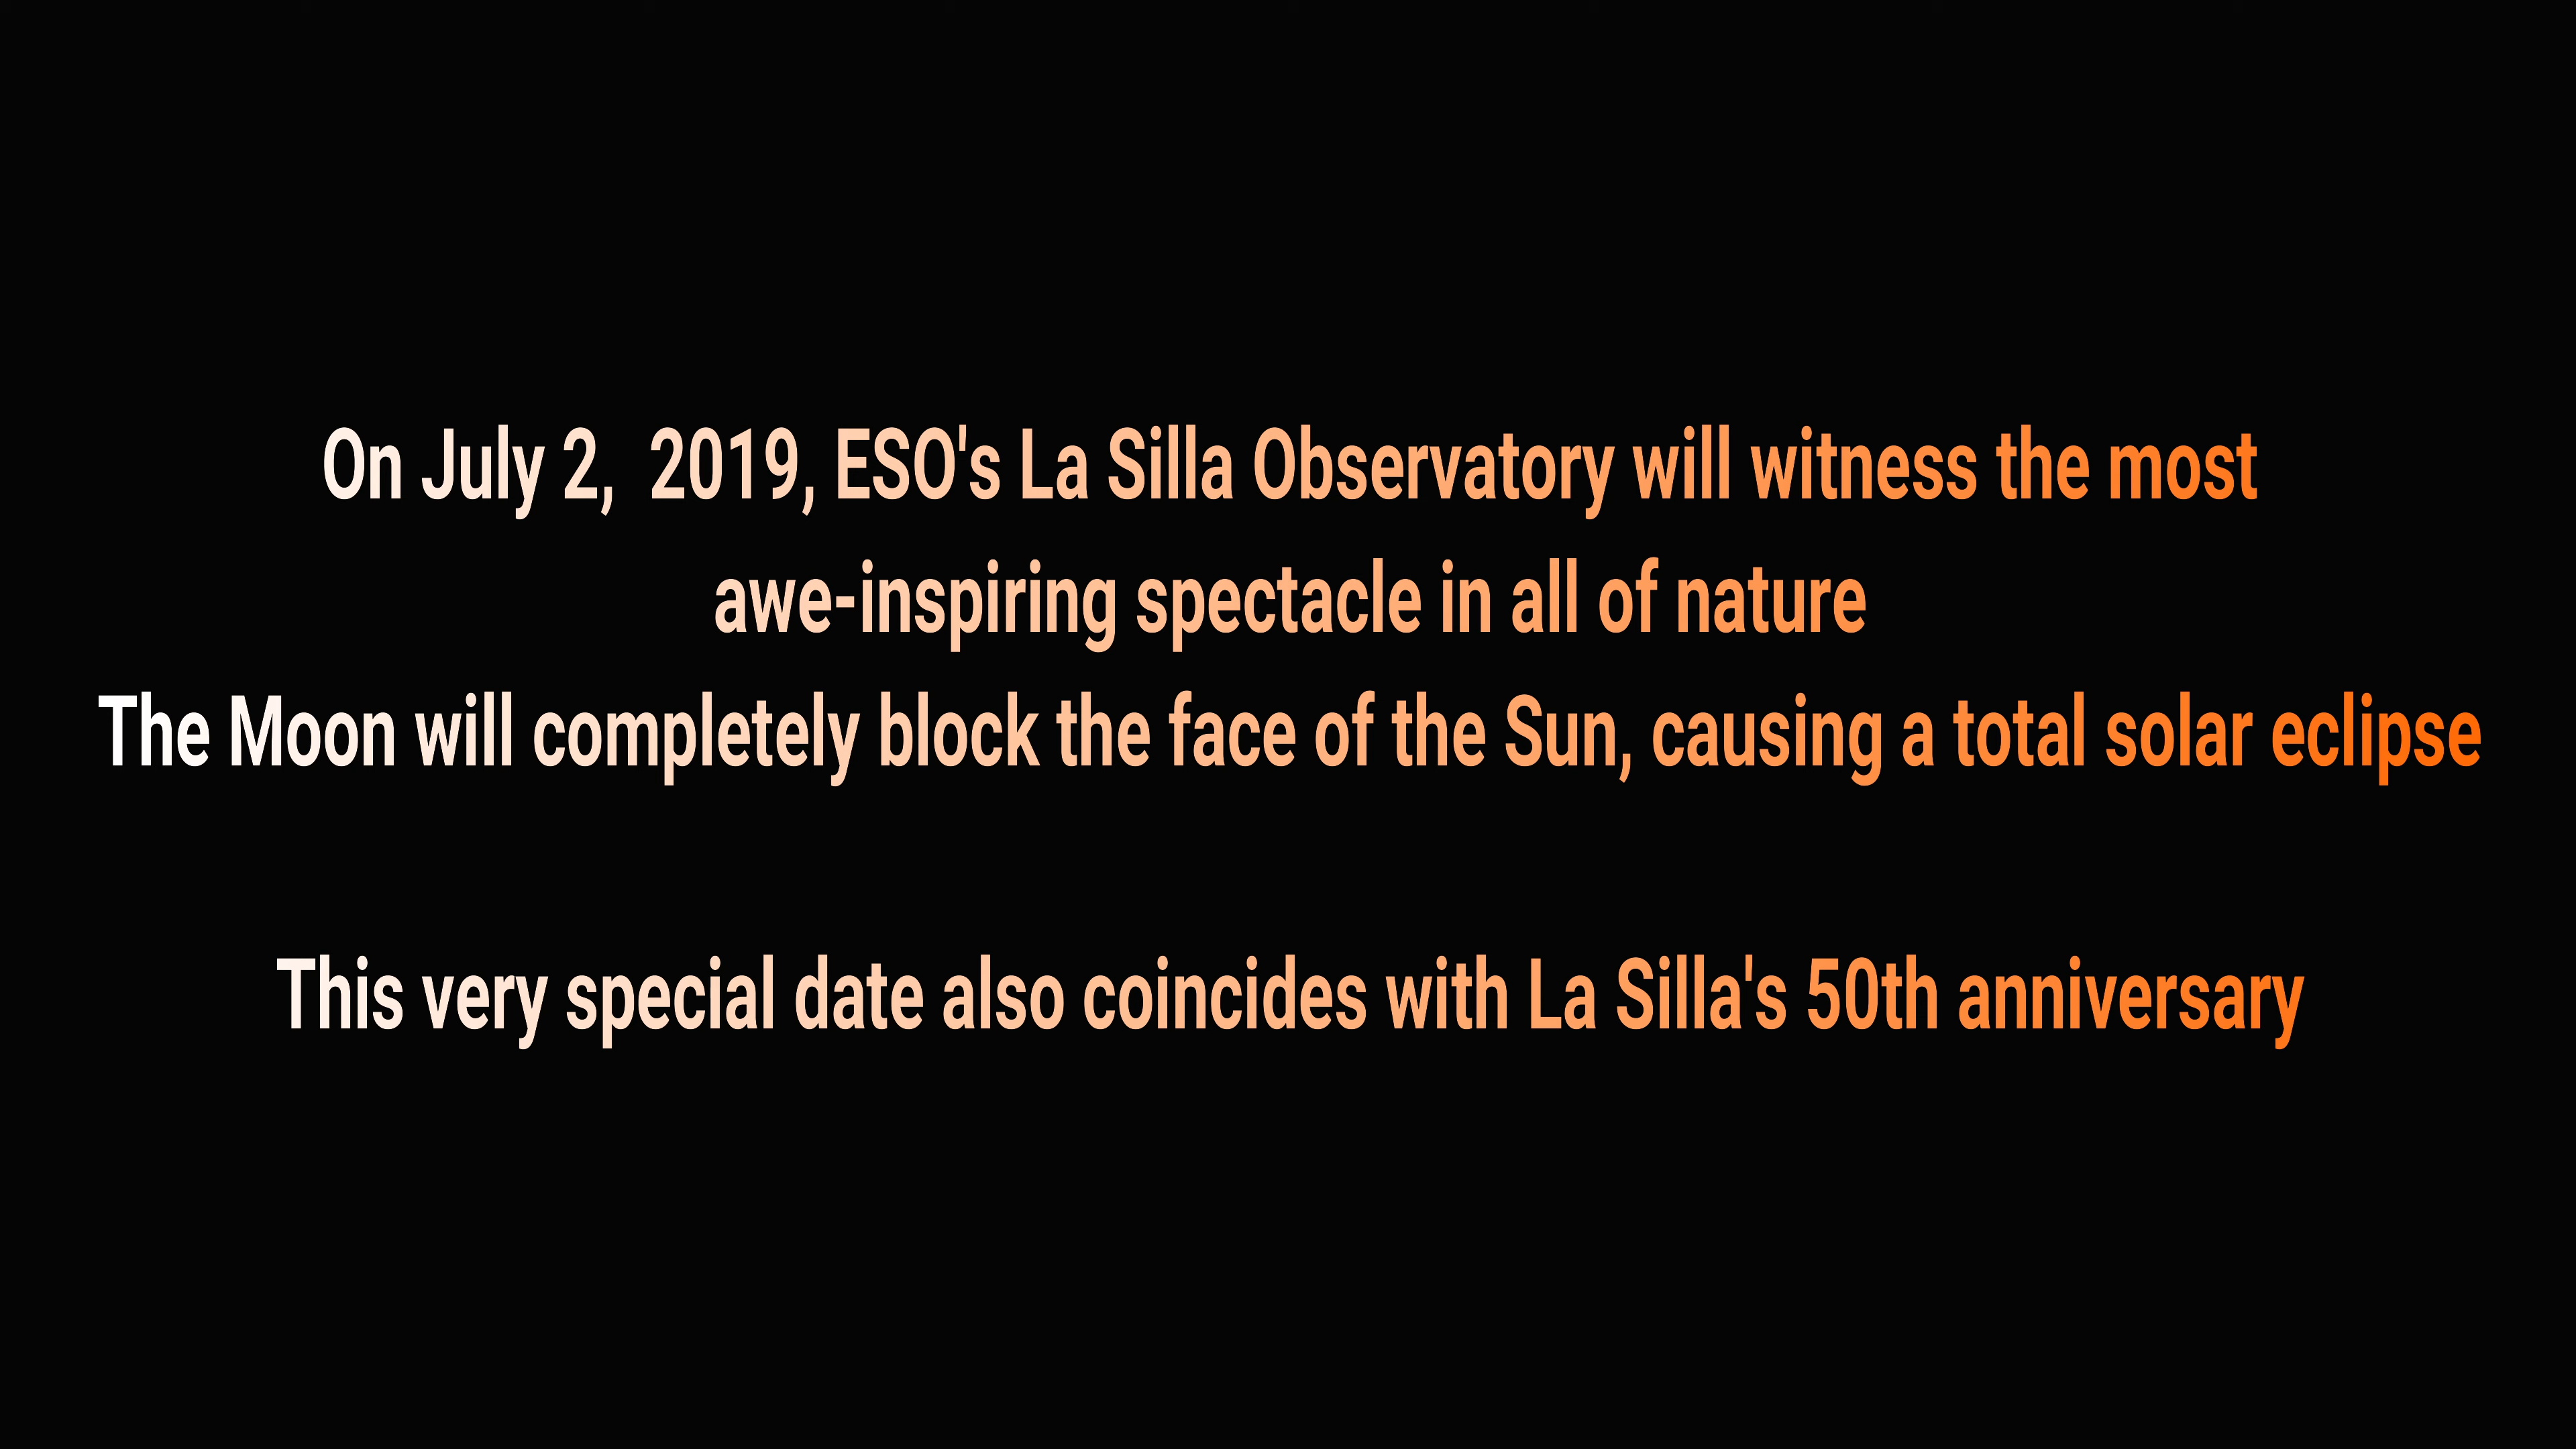 On July 2,  2019, ESO's La Silla Observatory will witness the most
awe-inspiring spectacle in all of nature
The Moon will completely block the face of the Sun, causing a total solar eclipse
This very special date also coincides with La Silla's 50th anniversary